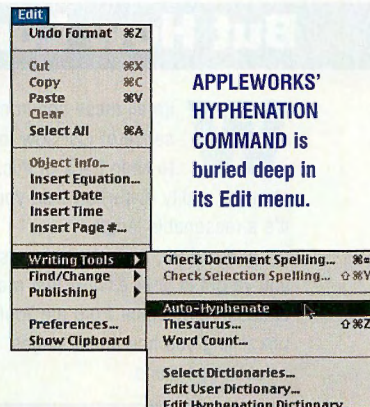 Edit
Undo Format ⌘Z
Cut ⌘X
Copy ⌘C
Paste ⌘V
Clear
Select All ⌘A
Object Info...
Insert Equation...
Insert Date
Insert Time
Insert Page #...
Writing Tools
Find/Change
Publishing
Preferences...
Show Clipboard
APPLEWORKS'
HYPHENATION
COMMAND is
buried deep in
its Edit menu.
Check Document Spelling... ⌘=
Check Selection Spelling... ⇧⌘Y
Auto-Hyphenate
Thesaurus... ⇧⌘Z
Word Count...
Select Dictionaries...
Edit User Dictionary...
Edit Hyphenation Dictionary